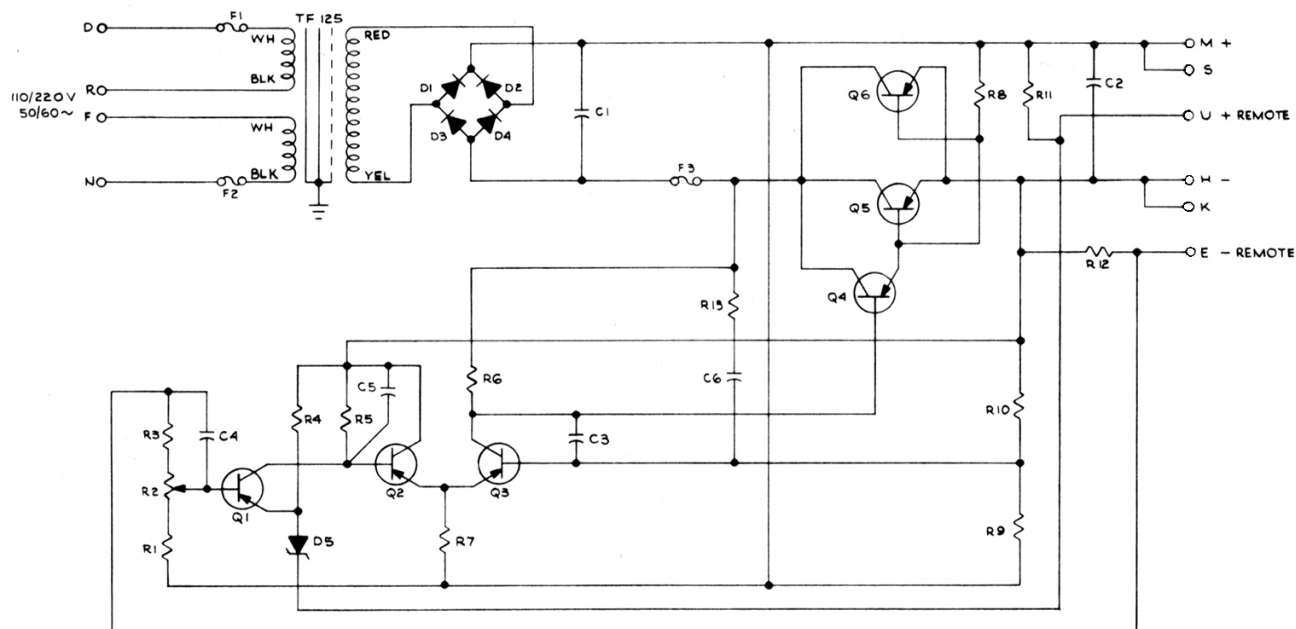 F1
TF 125
D
WH
RED
M +
BLK
D1
D2
Q6
R8
R11
C2
S
R
110/220V
50/60~
F
C1
U + REMOTE
WH
D3
D4
BLK
YEL
F3
N
F2
H -
Q5
K
E - REMOTE
R12
Q4
R13
R6
C5
C6
R4
R5
R10
R3
C4
C3
R2
Q1
Q2
Q3
R9
R1
D5
R7